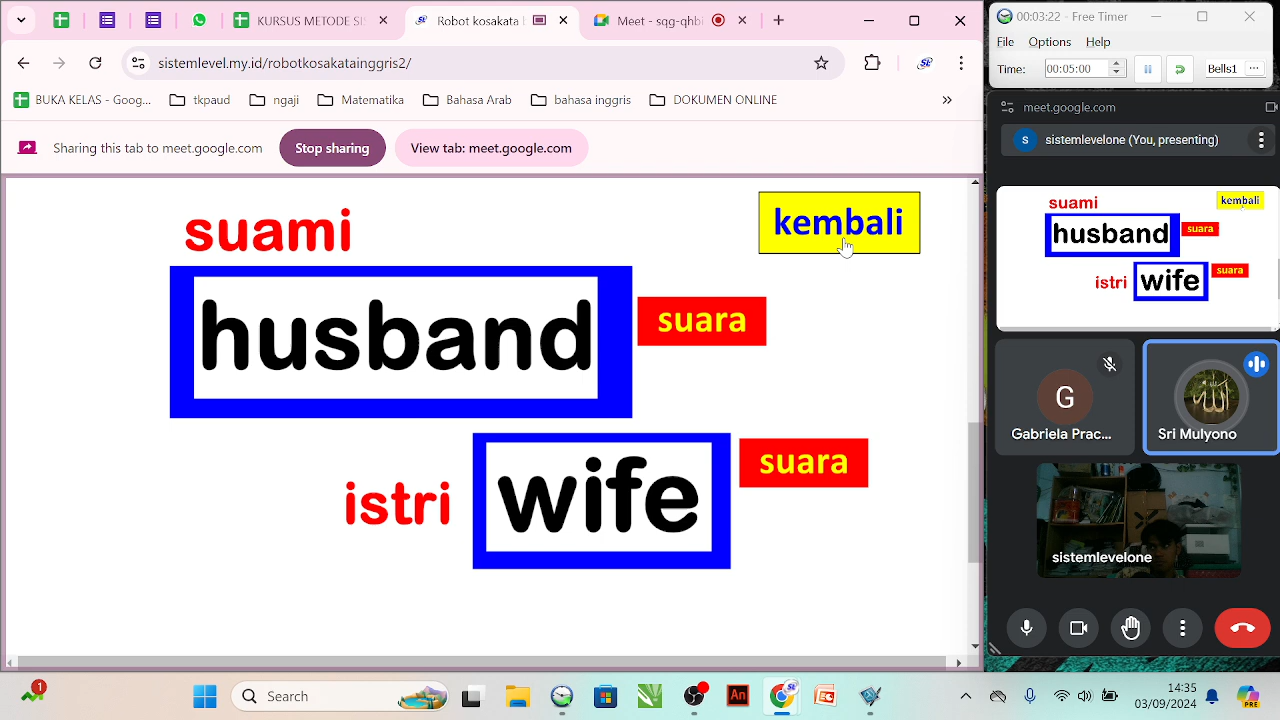 KURSUS METODE SI
Robot kosakata I
Meet - sqg-qhbi
sistemlevel.my.id/robotkosakatainggris2/
BUKA KELAS - Goog...
tkpaud
ngaji
Matematika
Bahasa Arab
bahasa inggris
DOKUMEN ONLINE
Sharing this tab to meet.google.com
Stop sharing
View tab: meet.google.com
suami
kembali
husband
suara
istri
wife
suara
00:03:22 - Free Timer
File Options Help
Time: 00:05:00 Bells1 ...
meet.google.com
S sistemlevelone (You, presenting)
suami
kembali
husband
suara
istri
wife
suara
G
Gabriela Prac...
Sri Mulyono
sistemlevelone
1
Search
An
14:35
03/09/2024
PRE